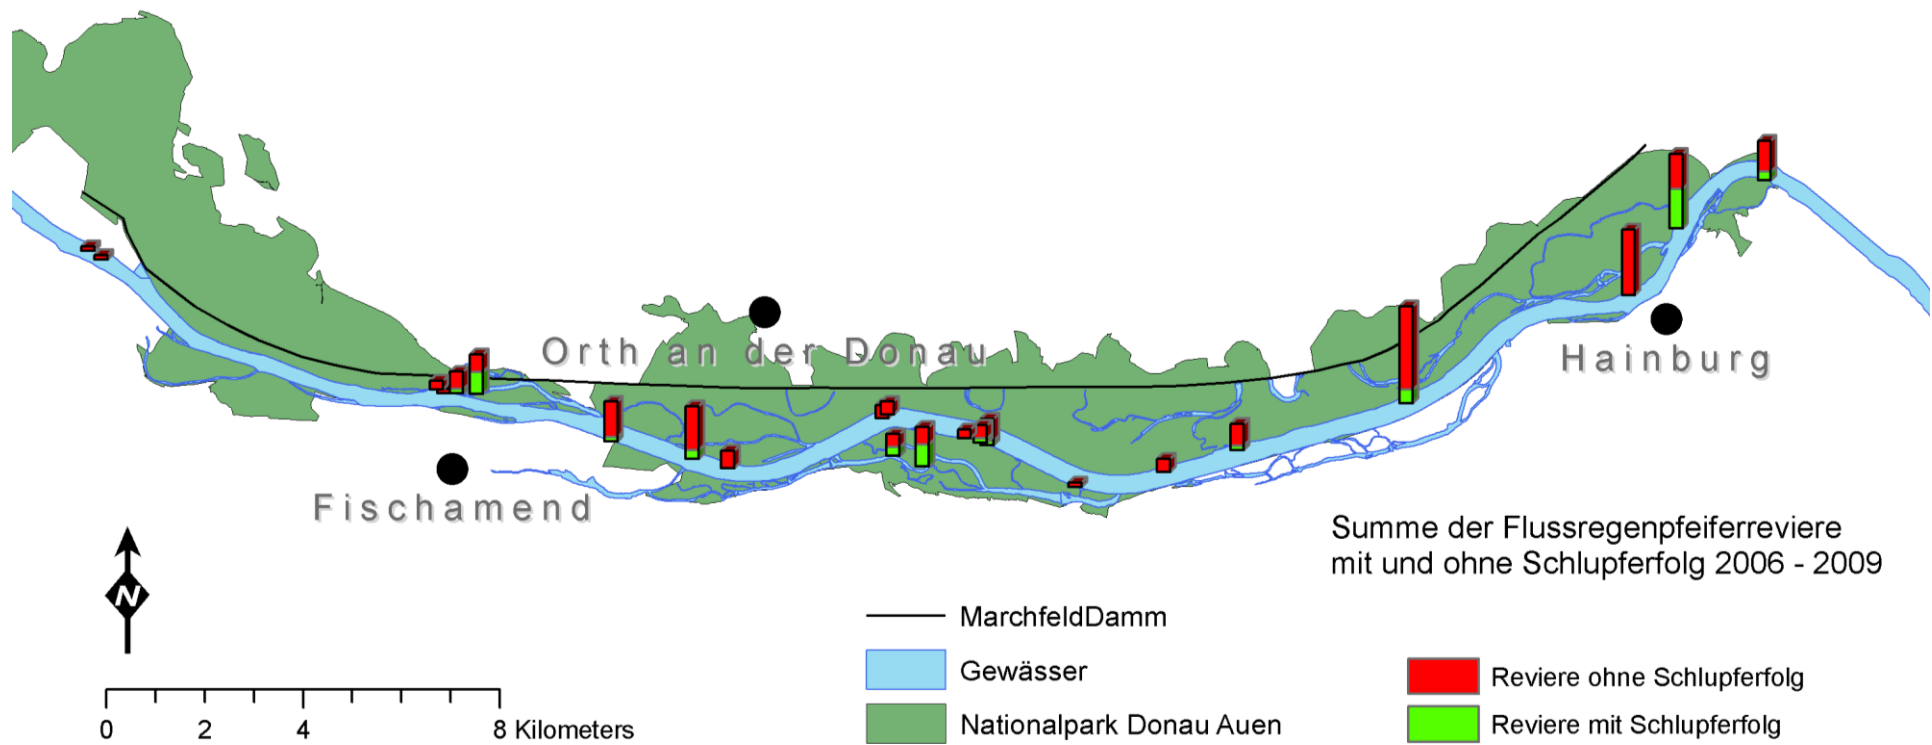 Orth an der Donau
Hainburg
Fischamend
Summe der Flussregenpfeiferreviere
mit und ohne Schlupferfolg 2006 - 2009
N
MarchfeldDamm
Gewässer
Nationalpark Donau Auen
Reviere ohne Schlupferfolg
Reviere mit Schlupferfolg
0 2 4 8 Kilometers